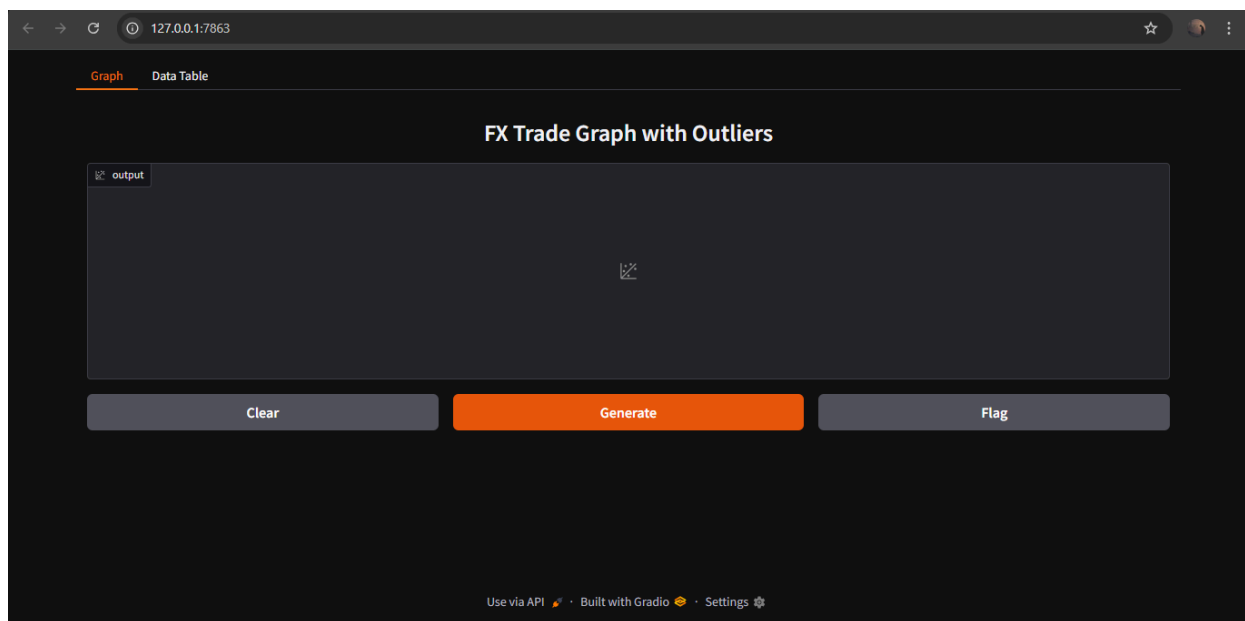 127.0.0.1:7863
Graph Data Table
FX Trade Graph with Outliers
output
Clear Generate Flag
Use via API · Built with Gradio · Settings